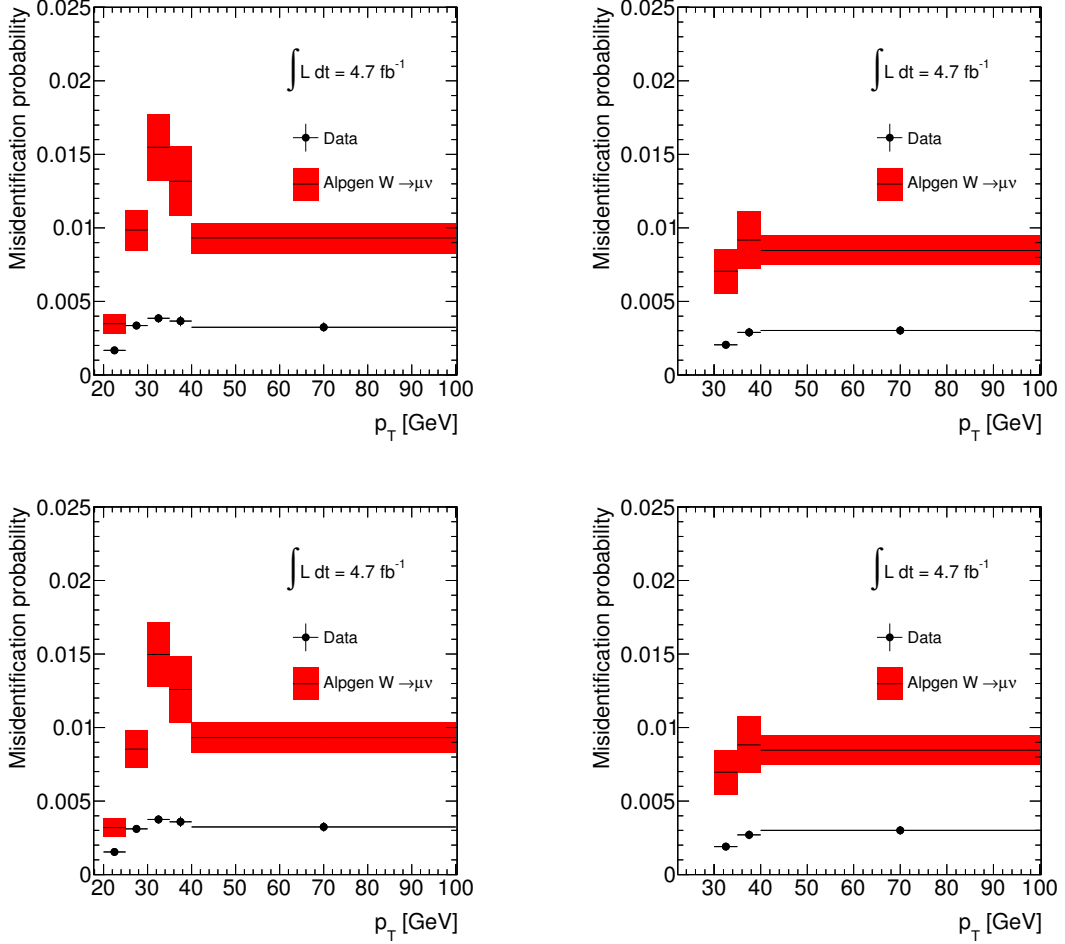 Misidentification probability
0.025
0.02
0.015
0.01
0.005
0
∫ L dt = 4.7 fb⁻¹
Data
Alpgen W →μν
20 30 40 50 60 70 80 90 100
p_T [GeV]
Misidentification probability
0.025
0.02
0.015
0.01
0.005
0
∫ L dt = 4.7 fb⁻¹
Data
Alpgen W →μν
30 40 50 60 70 80 90 100
p_T [GeV]
Misidentification probability
0.025
0.02
0.015
0.01
0.005
0
∫ L dt = 4.7 fb⁻¹
Data
Alpgen W →μν
20 30 40 50 60 70 80 90 100
p_T [GeV]
Misidentification probability
0.025
0.02
0.015
0.01
0.005
0
∫ L dt = 4.7 fb⁻¹
Data
Alpgen W →μν
30 40 50 60 70 80 90 100
p_T [GeV]